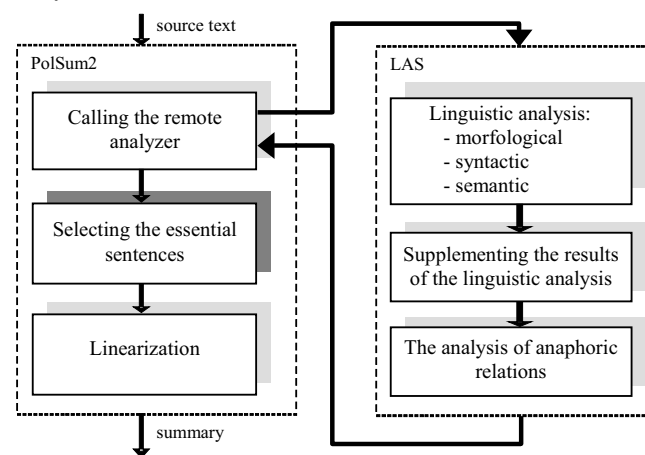 source text
PolSum2
Calling the remote
analyzer
Selecting the essential
sentences
Linearization
summary
LAS
Linguistic analysis:
- morfological
- syntactic
- semantic
Supplementing the results
of the linguistic analysis
The analysis of anaphoric
relations